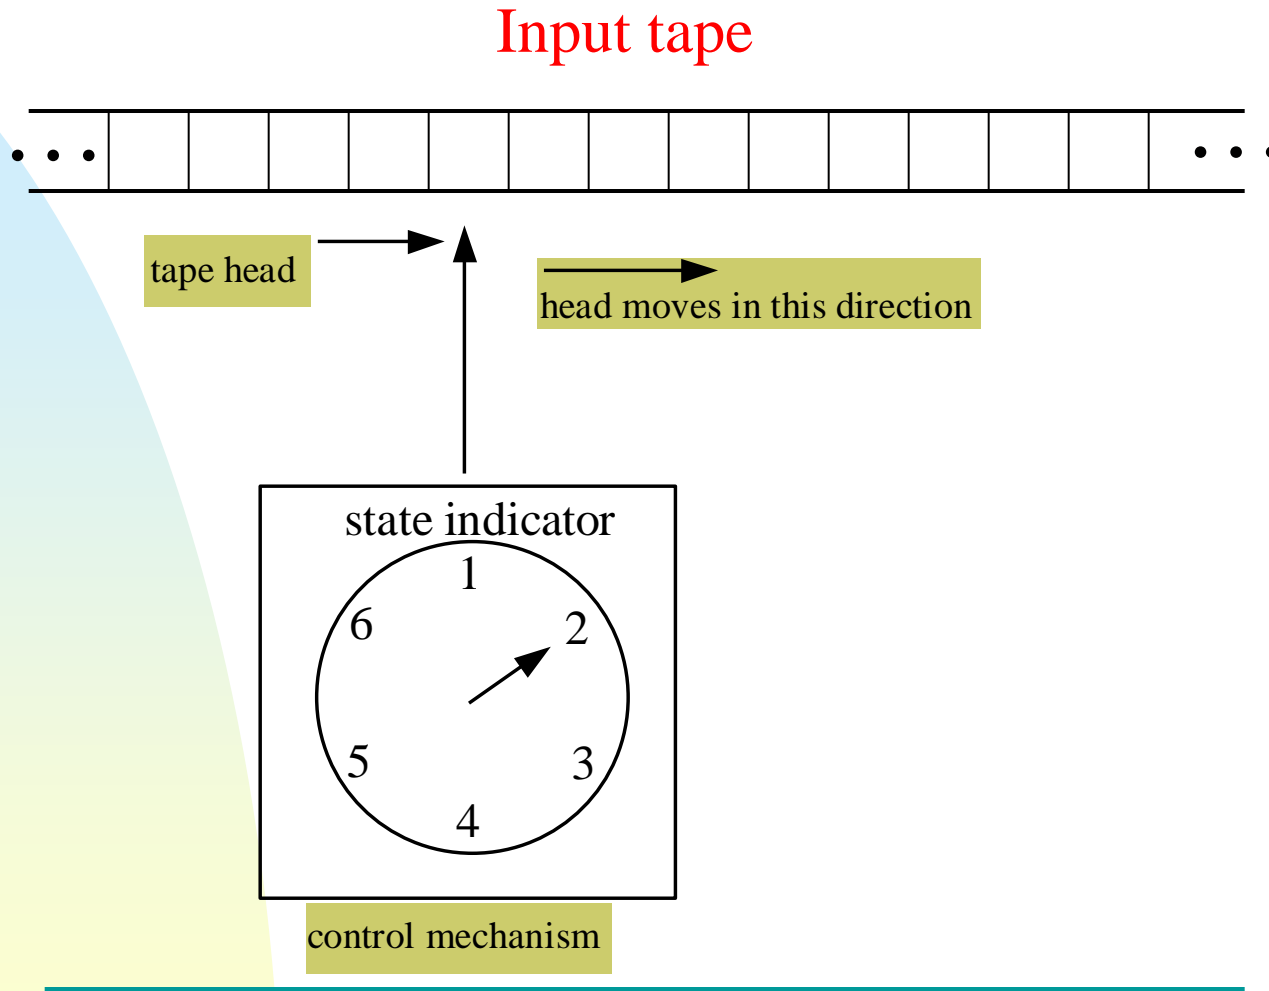 Input tape
• • •
• • •
tape head
head moves in this direction
state indicator
1
6
2
5
3
4
control mechanism